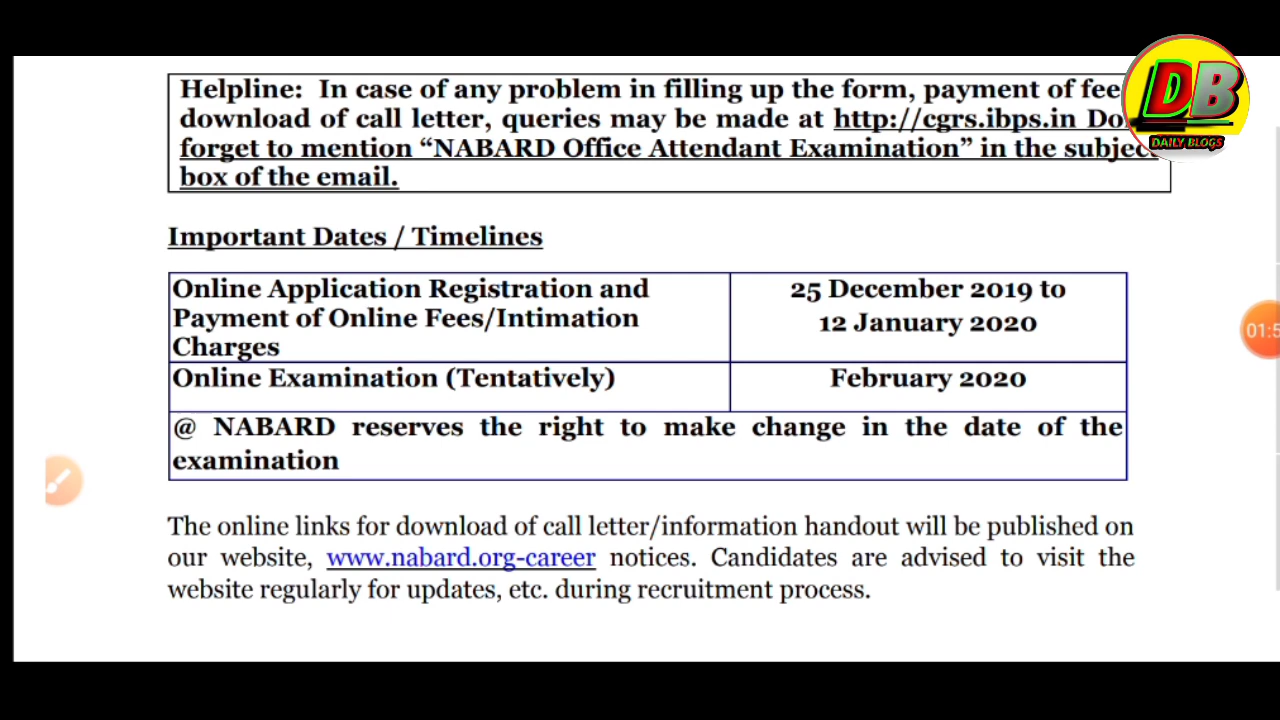 Helpline: In case of any problem in filling up the form, payment of fee
download of call letter, queries may be made at http://cgrs.ibps.in Do
forget to mention “NABARD Office Attendant Examination” in the subjec
box of the email.
Important Dates / Timelines
Online Application Registration and
Payment of Online Fees/Intimation
Charges
25 December 2019 to
12 January 2020
Online Examination (Tentatively)
February 2020
@ NABARD reserves the right to make change in the date of the
examination
The online links for download of call letter/information handout will be published on
our website, www.nabard.org-career notices. Candidates are advised to visit the
website regularly for updates, etc. during recruitment process.
DB
DAILY BLOGS
01:5